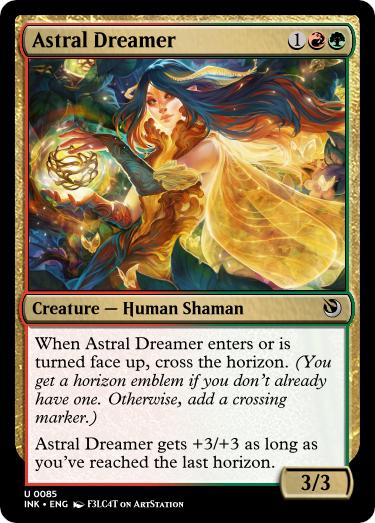 Astral Dreamer 1
Creature — Human Shaman
When Astral Dreamer enters or is
turned face up, cross the horizon. (You
get a horizon emblem if you don't already
have one. Otherwise, add a crossing
marker.)
Astral Dreamer gets +3/+3 as long as
you've reached the last horizon.
3/3
U 0085
INK • ENG F3LC4T ON ARTSTATION